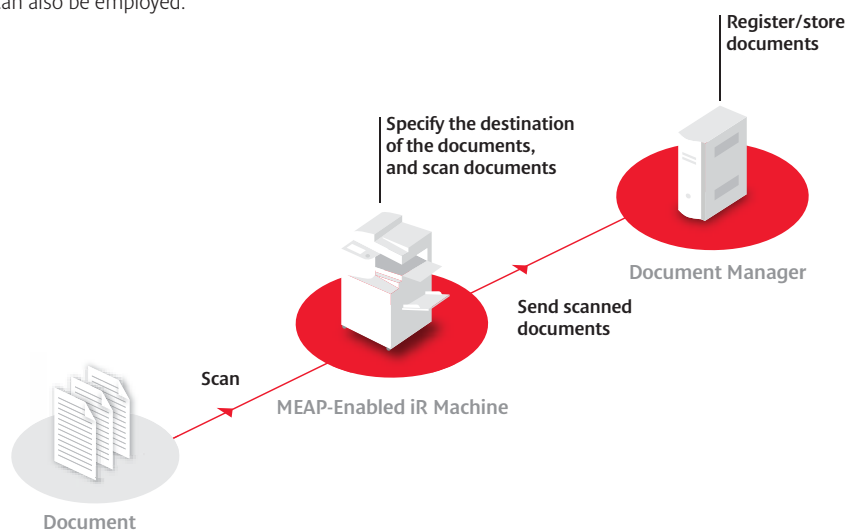 can also be employed.
Register/store
documents
Specify the destination
of the documents,
and scan documents
Document Manager
Send scanned
documents
Scan
MEAP-Enabled iR Machine
Document